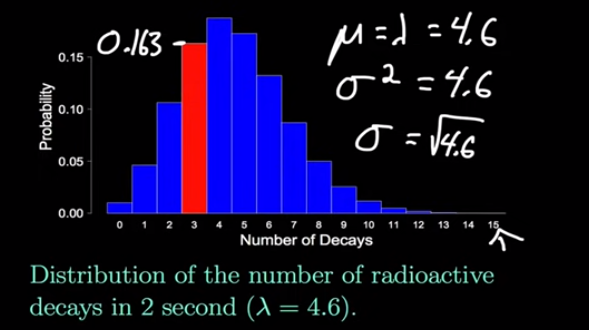 0.163
μ = λ = 4.6
σ² = 4.6
σ = √4.6
Probability
0.15
0.10
0.05
0.00
0 1 2 3 4 5 6 7 8 9 10 11 12 13 14 15
Number of Decays
Distribution of the number of radioactive
decays in 2 second (λ = 4.6).